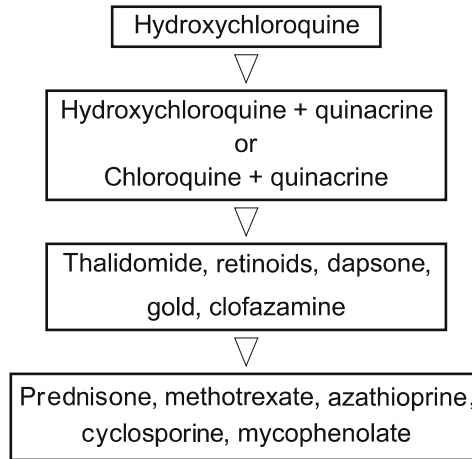 Hydroxychloroquine
Hydroxychloroquine + quinacrine
or
Chloroquine + quinacrine
Thalidomide, retinoids, dapsone,
gold, clofazamine
Prednisone, methotrexate, azathioprine,
cyclosporine, mycophenolate